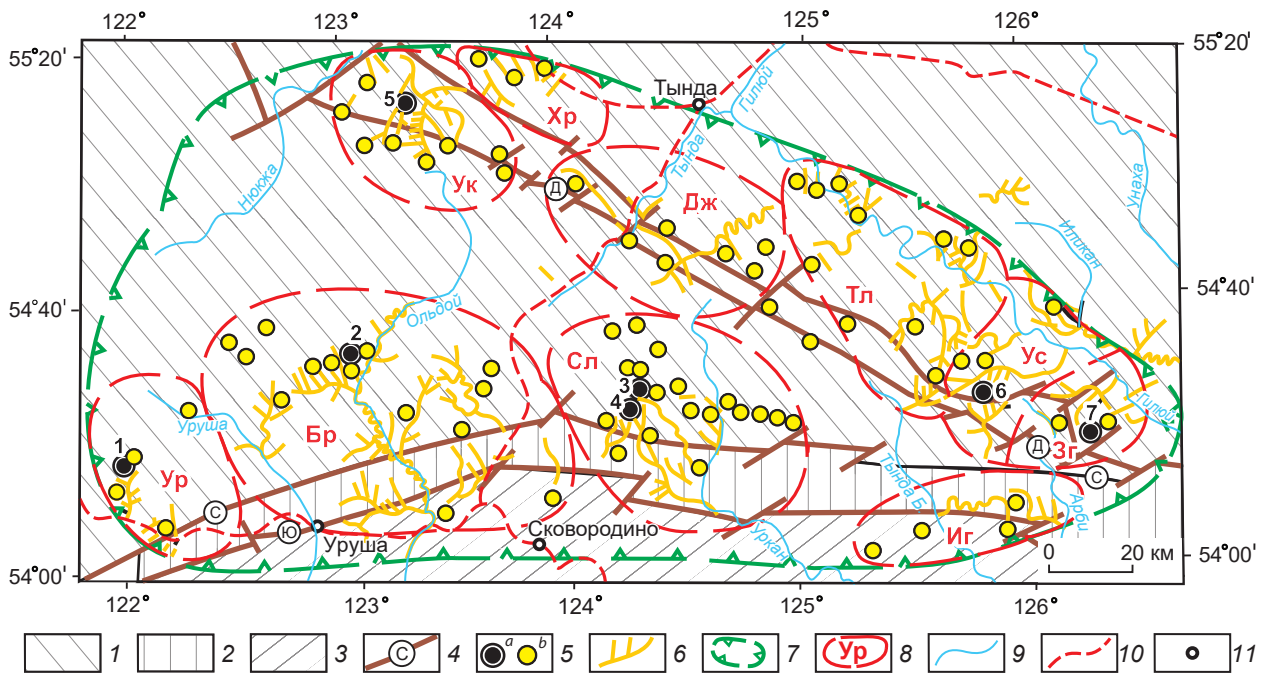 122° 123° 124° 125° 126°
55°20' 55°20'
54°40' 54°40'
54°00' 54°00'
Тында
Гилюй
Хр
5
Ук
Тында
Нюкжа
Д
Дж
Унаха
Иликан
Ольдой
Тл
2
Сл
Ус
3
4
6
Уруша
Бр
7
Гилюй
1
Ур
Д
Зг
С
С
Тында Б.
Арби
Ю
Уруша
Сковородино
Уркан
Иг
0 20 км
122° 123° 124° 125° 126°
1 2 3 С 4 a b 5 6 7 Ур 8 9 10 11